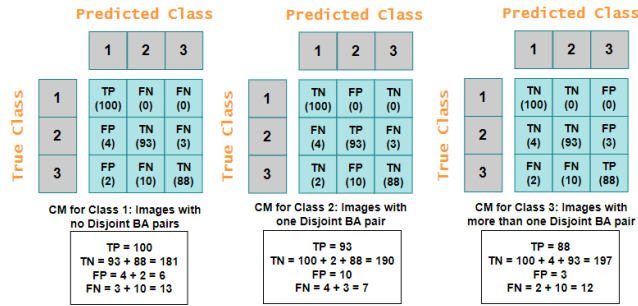 Predicted Class
1 2 3
True Class
1
TP FN FN
(100) (0) (0)
2
FP TN FN
(4) (93) (3)
3
FP FN TN
(2) (10) (88)
CM for Class 1: Images with
no Disjoint BA pairs
TP = 100
TN = 93 + 88 = 181
FP = 4 + 2 = 6
FN = 3 + 10 = 13
Predicted Class
1 2 3
True Class
1
TN FP TN
(100) (0) (0)
2
FN TP FN
(4) (93) (3)
3
TN FP TN
(2) (10) (88)
CM for Class 2: Images with
one Disjoint BA pair
TP = 93
TN = 100 + 2 + 88 = 190
FP = 10
FN = 4 + 3 = 7
Predicted Class
1 2 3
True Class
1
TN TN FP
(100) (0) (0)
2
TN TN FP
(4) (93) (3)
3
FN FN TP
(2) (10) (88)
CM for Class 3: Images with
more than one Disjoint BA pair
TP = 88
TN = 100 + 4 + 93 = 197
FP = 3
FN = 2 + 10 = 12